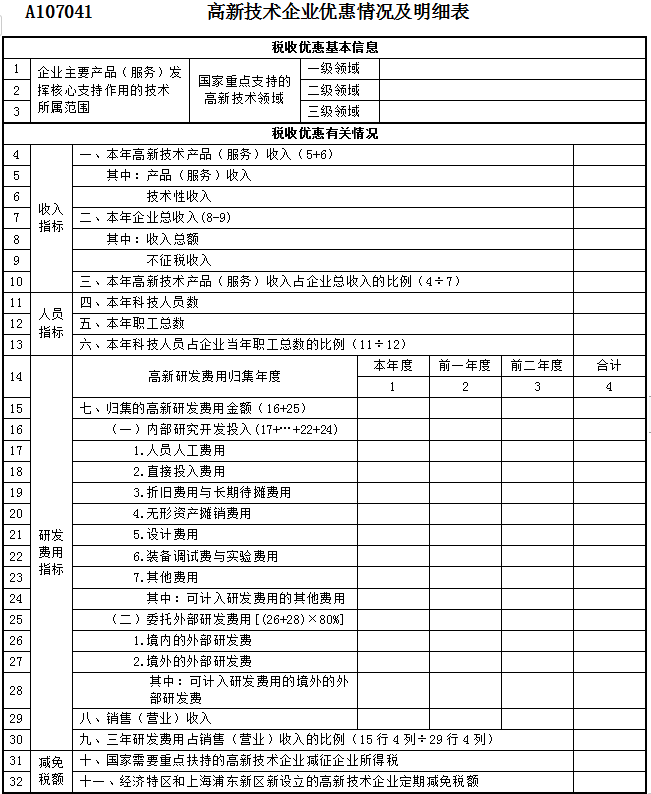 A107041 高新技术企业优惠情况及明细表
税收优惠基本信息
1 企业主要产品（服务）发挥核心支持作用的技术所属范围 国家重点支持的高新技术领域 一级领域
2 二级领域
3 三级领域
税收优惠有关情况
4 收入指标 一、本年高新技术产品（服务）收入（5+6）
5 其中：产品（服务）收入
6 技术性收入
7 二、本年企业总收入(8-9)
8 其中：收入总额
9 不征税收入
10 三、本年高新技术产品（服务）收入占企业总收入的比例（4÷7）
11 人员指标 四、本年科技人员数
12 五、本年职工总数
13 六、本年科技人员占企业当年职工总数的比例（11÷12）
14 研发费用指标 高新研发费用归集年度 本年度 前一年度 前二年度 合计
1 2 3 4
15 七、归集的高新研发费用金额（16+25）
16 （一）内部研究开发投入(17+…+22+24)
17 1.人员人工费用
18 2.直接投入费用
19 3.折旧费用与长期待摊费用
20 4.无形资产摊销费用
21 5.设计费用
22 6.装备调试费与实验费用
23 7.其他费用
24 其中：可计入研发费用的其他费用
25 （二）委托外部研发费用[(26+28)×80%]
26 1.境内的外部研发费
27 2.境外的外部研发费
28 其中：可计入研发费用的境外的外部研发费
29 八、销售（营业）收入
30 九、三年研发费用占销售（营业）收入的比例（15行4列÷29行4列）
31 减免税额 十、国家需要重点扶持的高新技术企业减征企业所得税
32 十一、经济特区和上海浦东新区新设立的高新技术企业定期减免税额